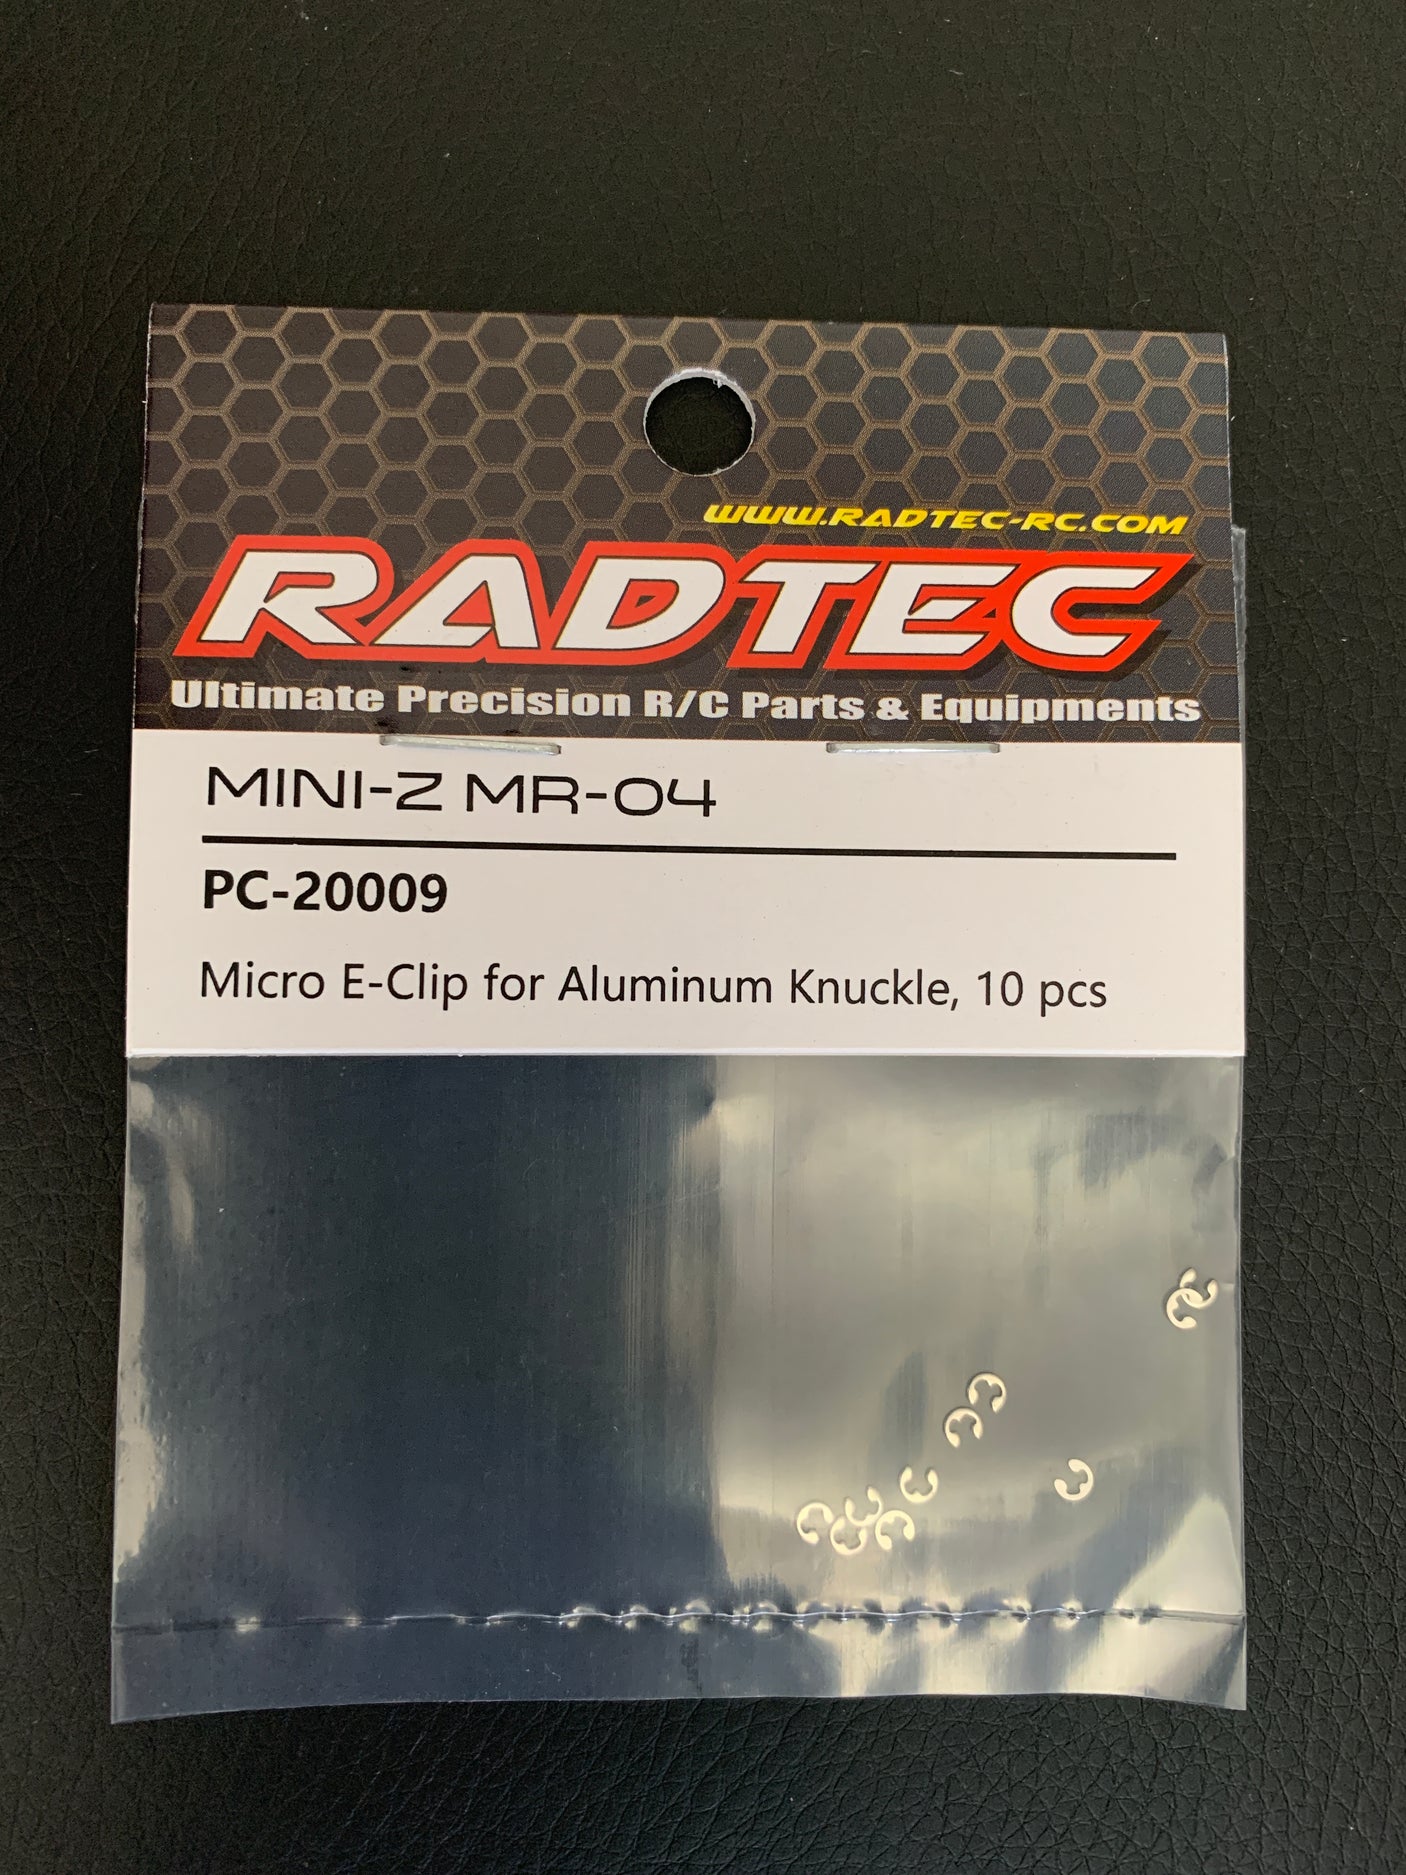 WWW.RADTEC-RC.COM
RADTEC
Ultimate Precision R/C Parts & Equipments
MINI-Z MR-04
PC-20009
Micro E-Clip for Aluminum Knuckle, 10 pcs